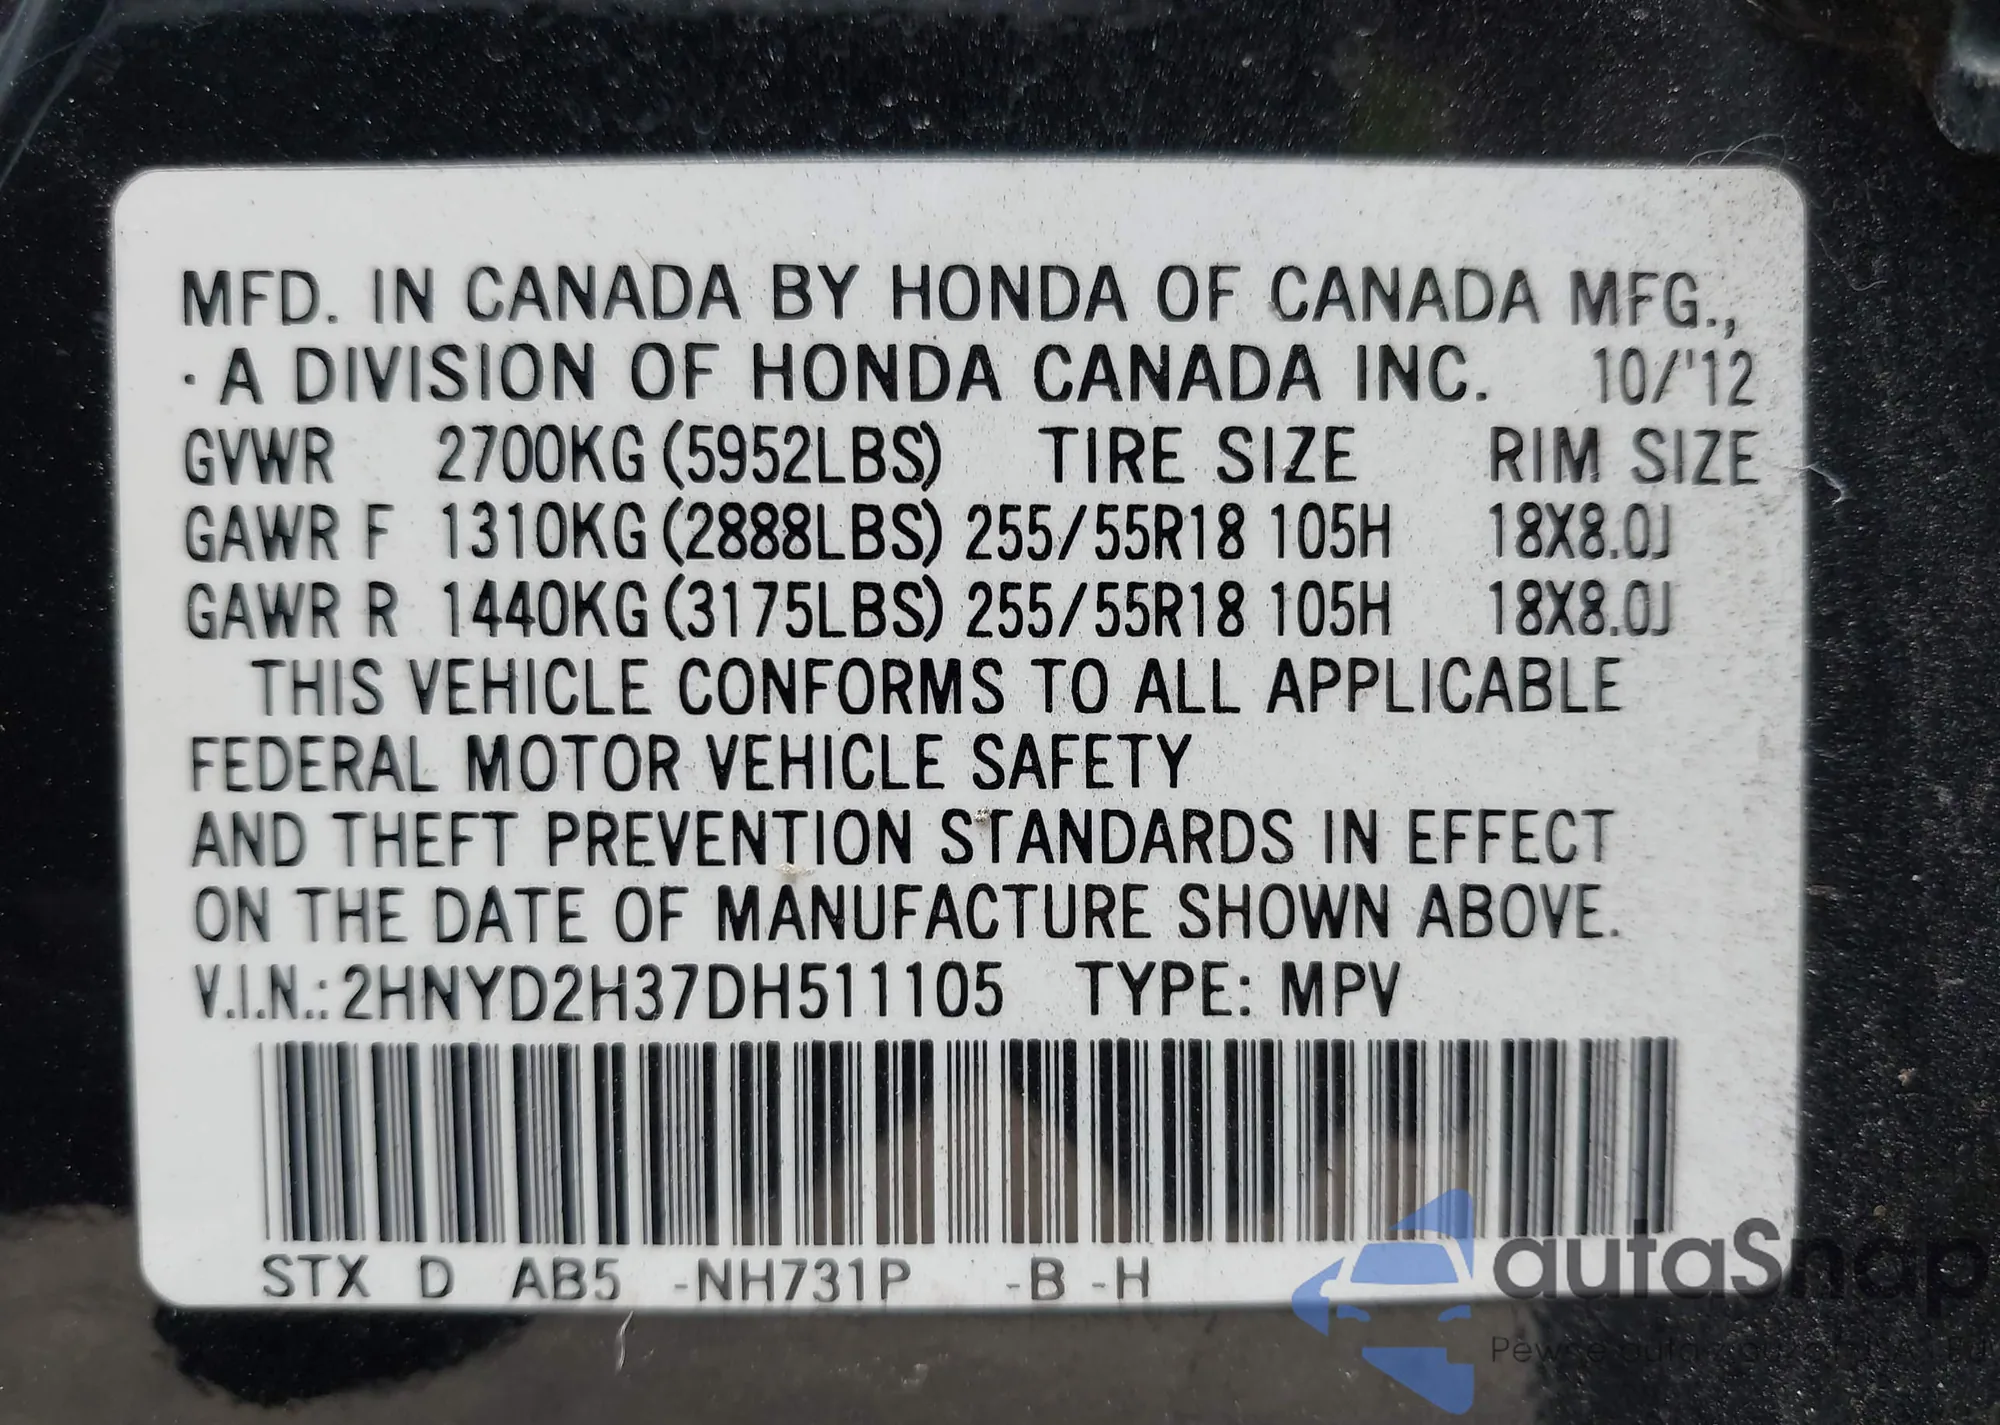 MFD. IN CANADA BY HONDA OF CANADA MFG.,
· A DIVISION OF HONDA CANADA INC. 10/'12
GVWR 2700KG (5952LBS) TIRE SIZE RIM SIZE
GAWR F 1310KG (2888LBS) 255/55R18 105H 18X8.0J
GAWR R 1440KG (3175LBS) 255/55R18 105H 18X8.0J
THIS VEHICLE CONFORMS TO ALL APPLICABLE
FEDERAL MOTOR VEHICLE SAFETY
AND THEFT PREVENTION STANDARDS IN EFFECT
ON THE DATE OF MANUFACTURE SHOWN ABOVE.
V.I.N.: 2HNYD2H37DH511105 TYPE: MPV
STX D AB5 -NH731P -B -H
autaSnap
Pewne auta z